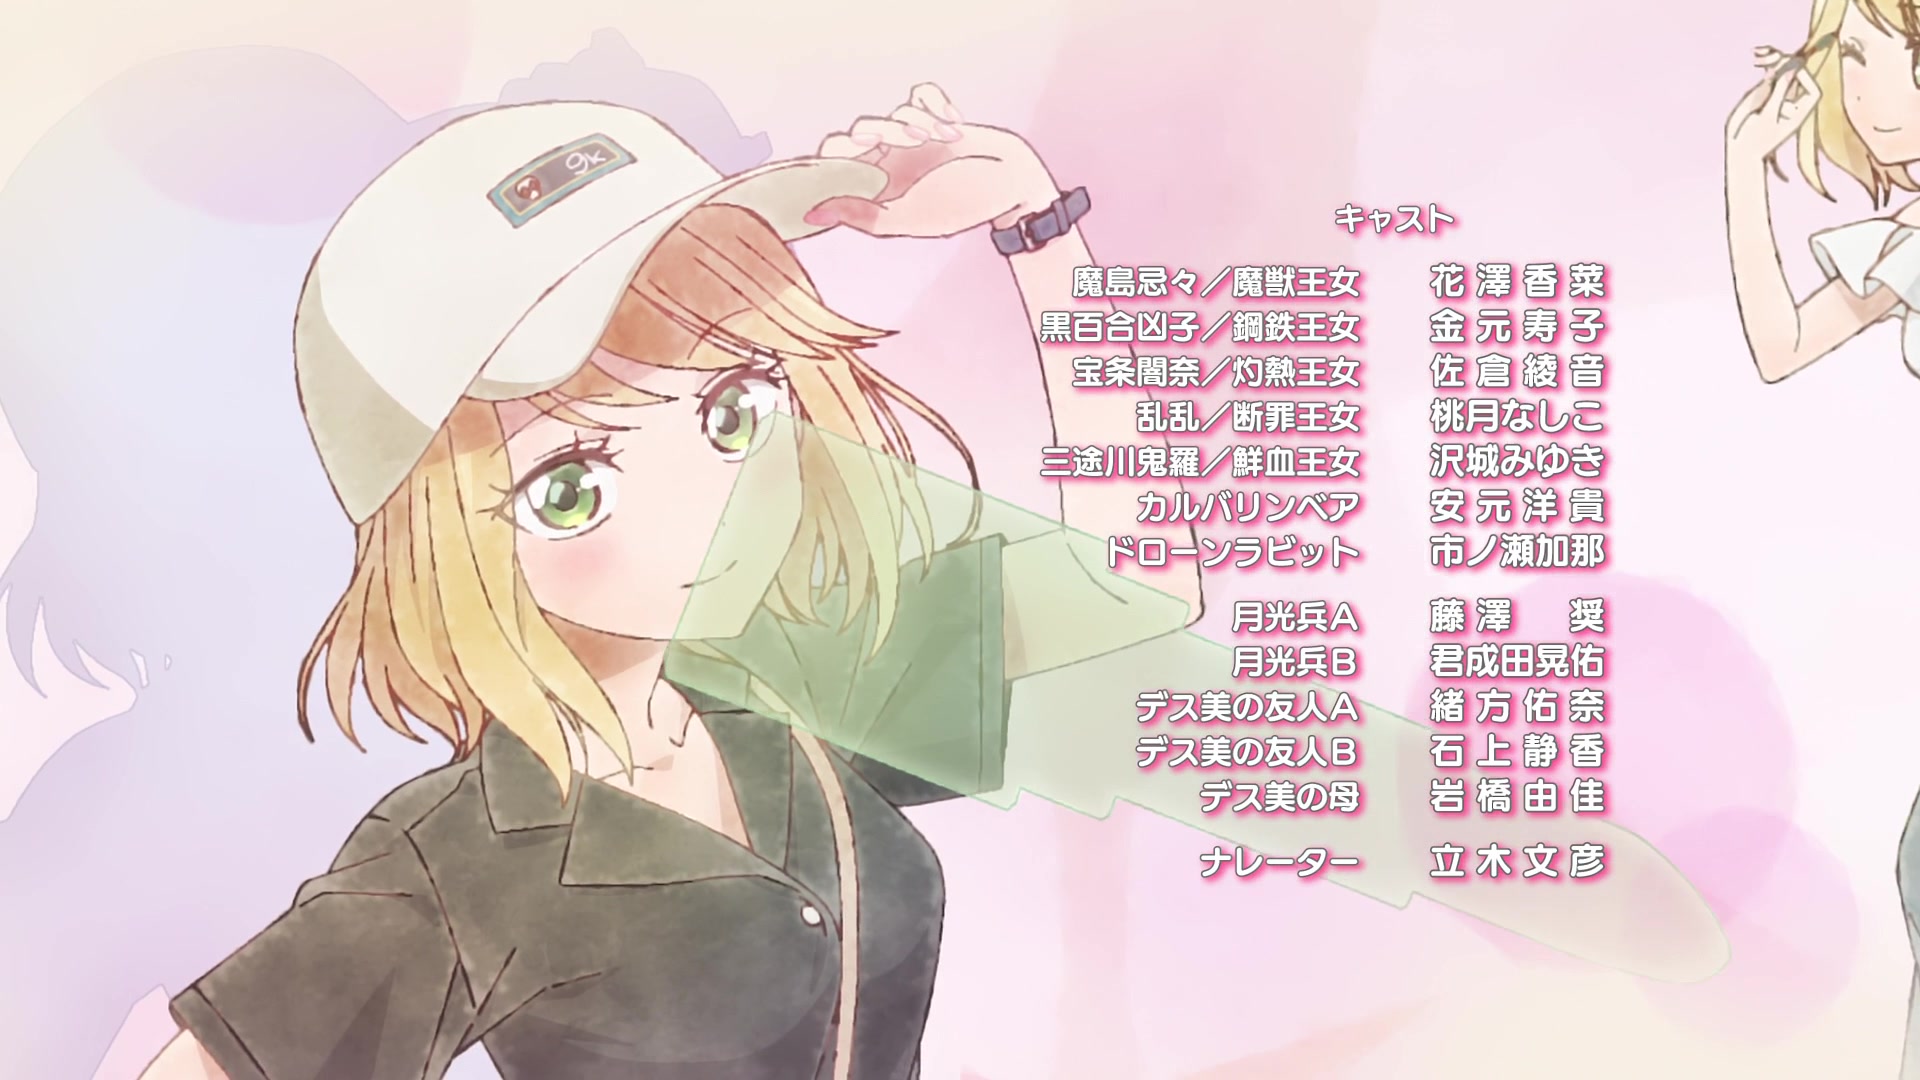 9K
キャスト
魔島忌々／魔獣王女 花澤香菜
黒百合凶子／鋼鉄王女 金元寿子
宝条闇奈／灼熱王女 佐倉綾音
乱乱／断罪王女 桃月なしこ
三途川鬼羅／鮮血王女 沢城みゆき
カルバリンベア 安元洋貴
ドローンラビット 市ノ瀬加那
月光兵A 藤澤 奨
月光兵B 君成田晃佑
デス美の友人A 緒方佑奈
デス美の友人B 石上静香
デス美の母 岩橋由佳
ナレーター 立木文彦